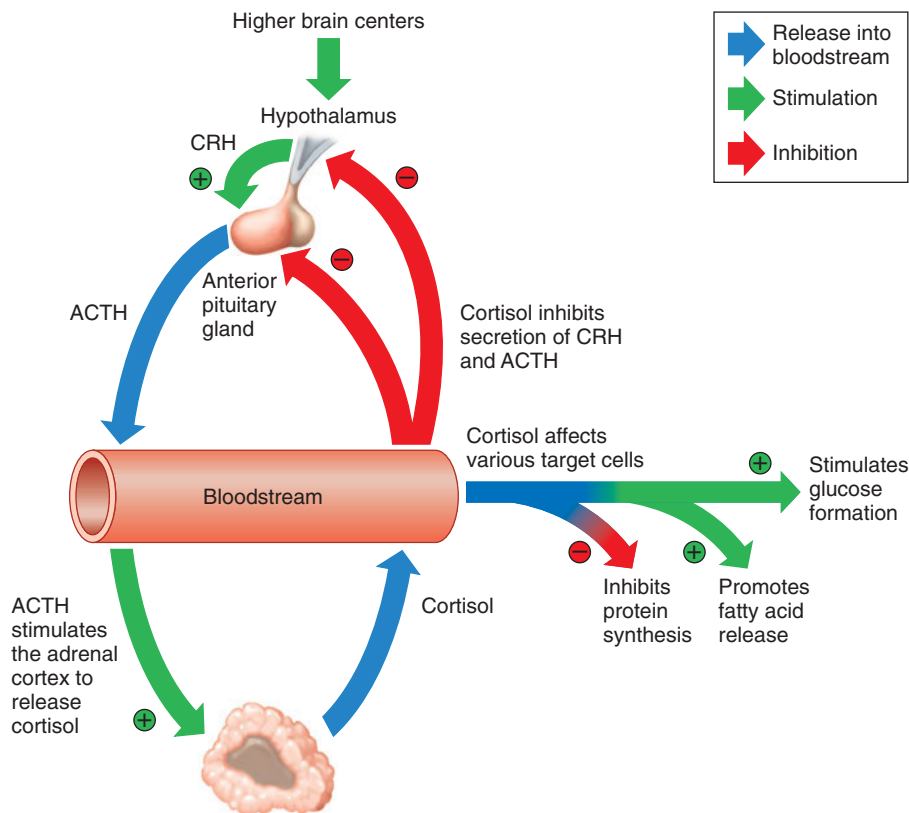 Higher brain centers
Release into
bloodstream
Stimulation
Inhibition
Hypothalamus
CRH
+
−
−
Anterior
pituitary
gland
ACTH
Cortisol inhibits
secretion of CRH
and ACTH
Cortisol affects
various target cells
+
Stimulates
glucose
formation
Bloodstream
−
+
Inhibits
protein
synthesis
Promotes
fatty acid
release
ACTH
stimulates
the adrenal
cortex to
release
cortisol
+
Cortisol